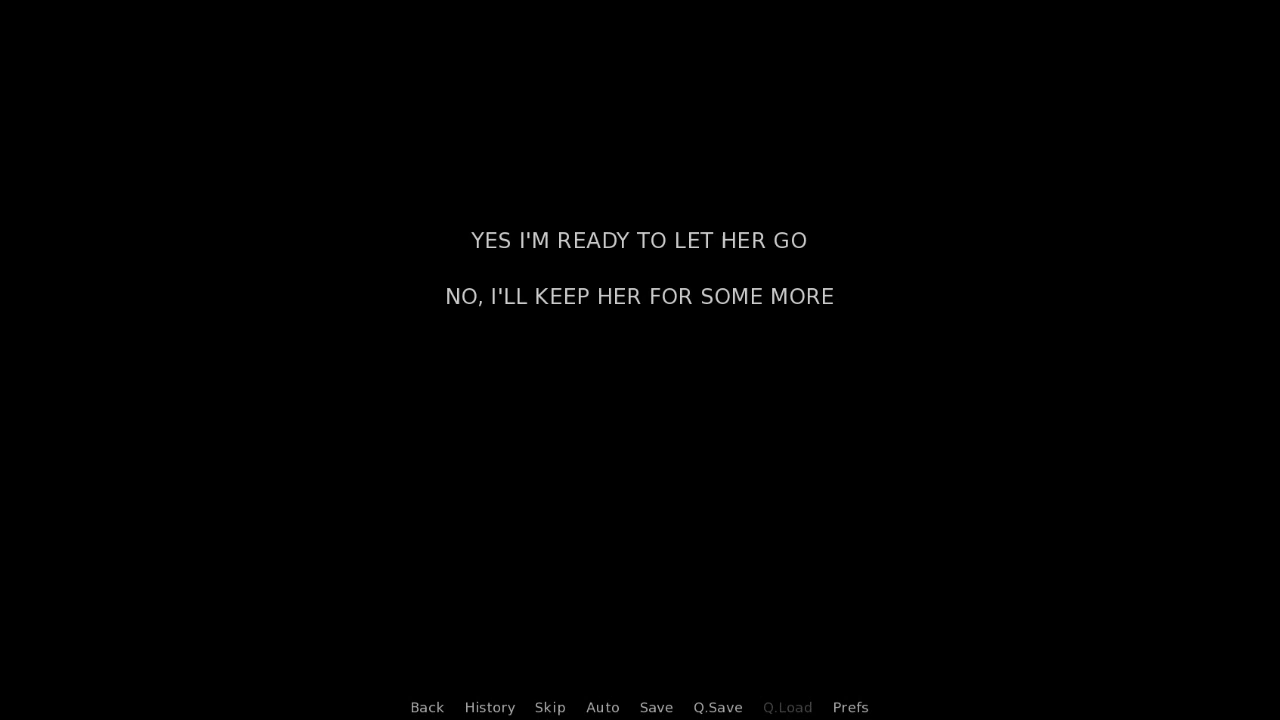 YES I'M READY TO LET HER GO
NO, I'LL KEEP HER FOR SOME MORE
Back History Skip Auto Save Q.Save Q.Load Prefs